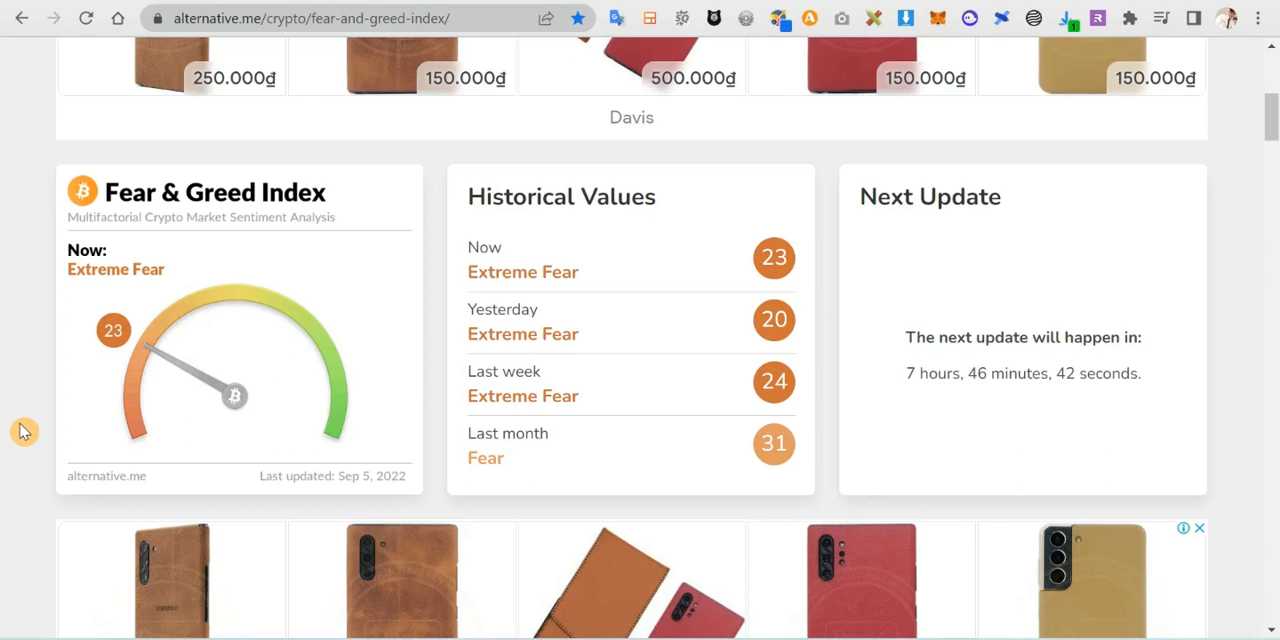 alternative.me/crypto/fear-and-greed-index/
1
250.000₫
150.000₫
500.000₫
150.000₫
150.000₫
Davis
Fear & Greed Index
Multifactorial Crypto Market Sentiment Analysis
Now:
Extreme Fear
23
alternative.me
Last updated: Sep 5, 2022
Historical Values
Now
Extreme Fear
23
Yesterday
Extreme Fear
20
Last week
Extreme Fear
24
Last month
Fear
31
Next Update
The next update will happen in:
7 hours, 46 minutes, 42 seconds.